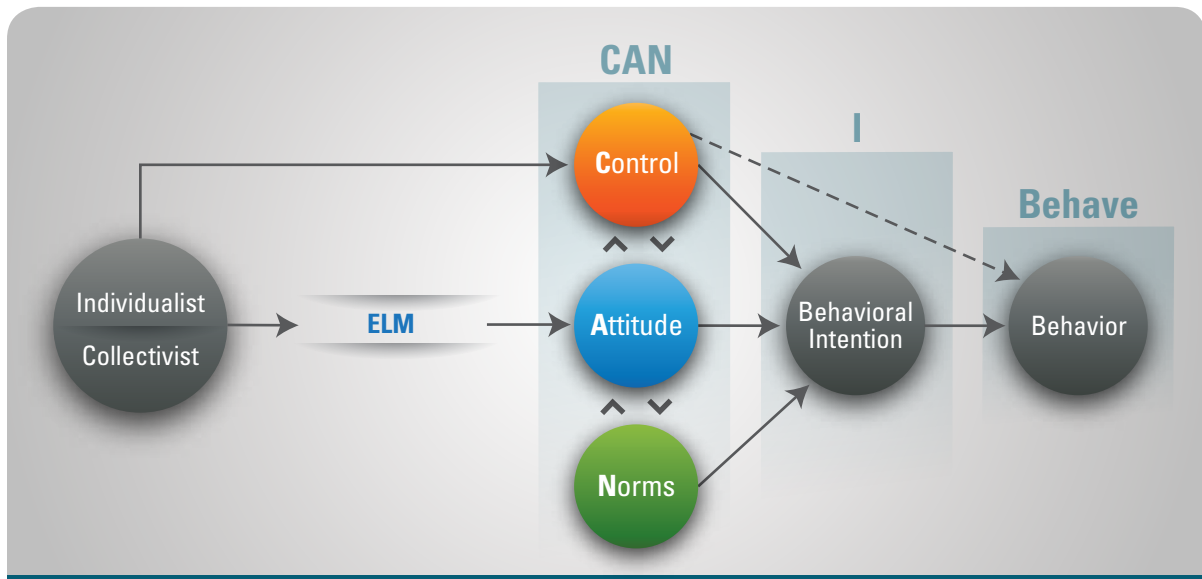 CAN
I
Behave
Control
Individualist
Collectivist
ELM
Attitude
Behavioral
Intention
Behavior
Norms